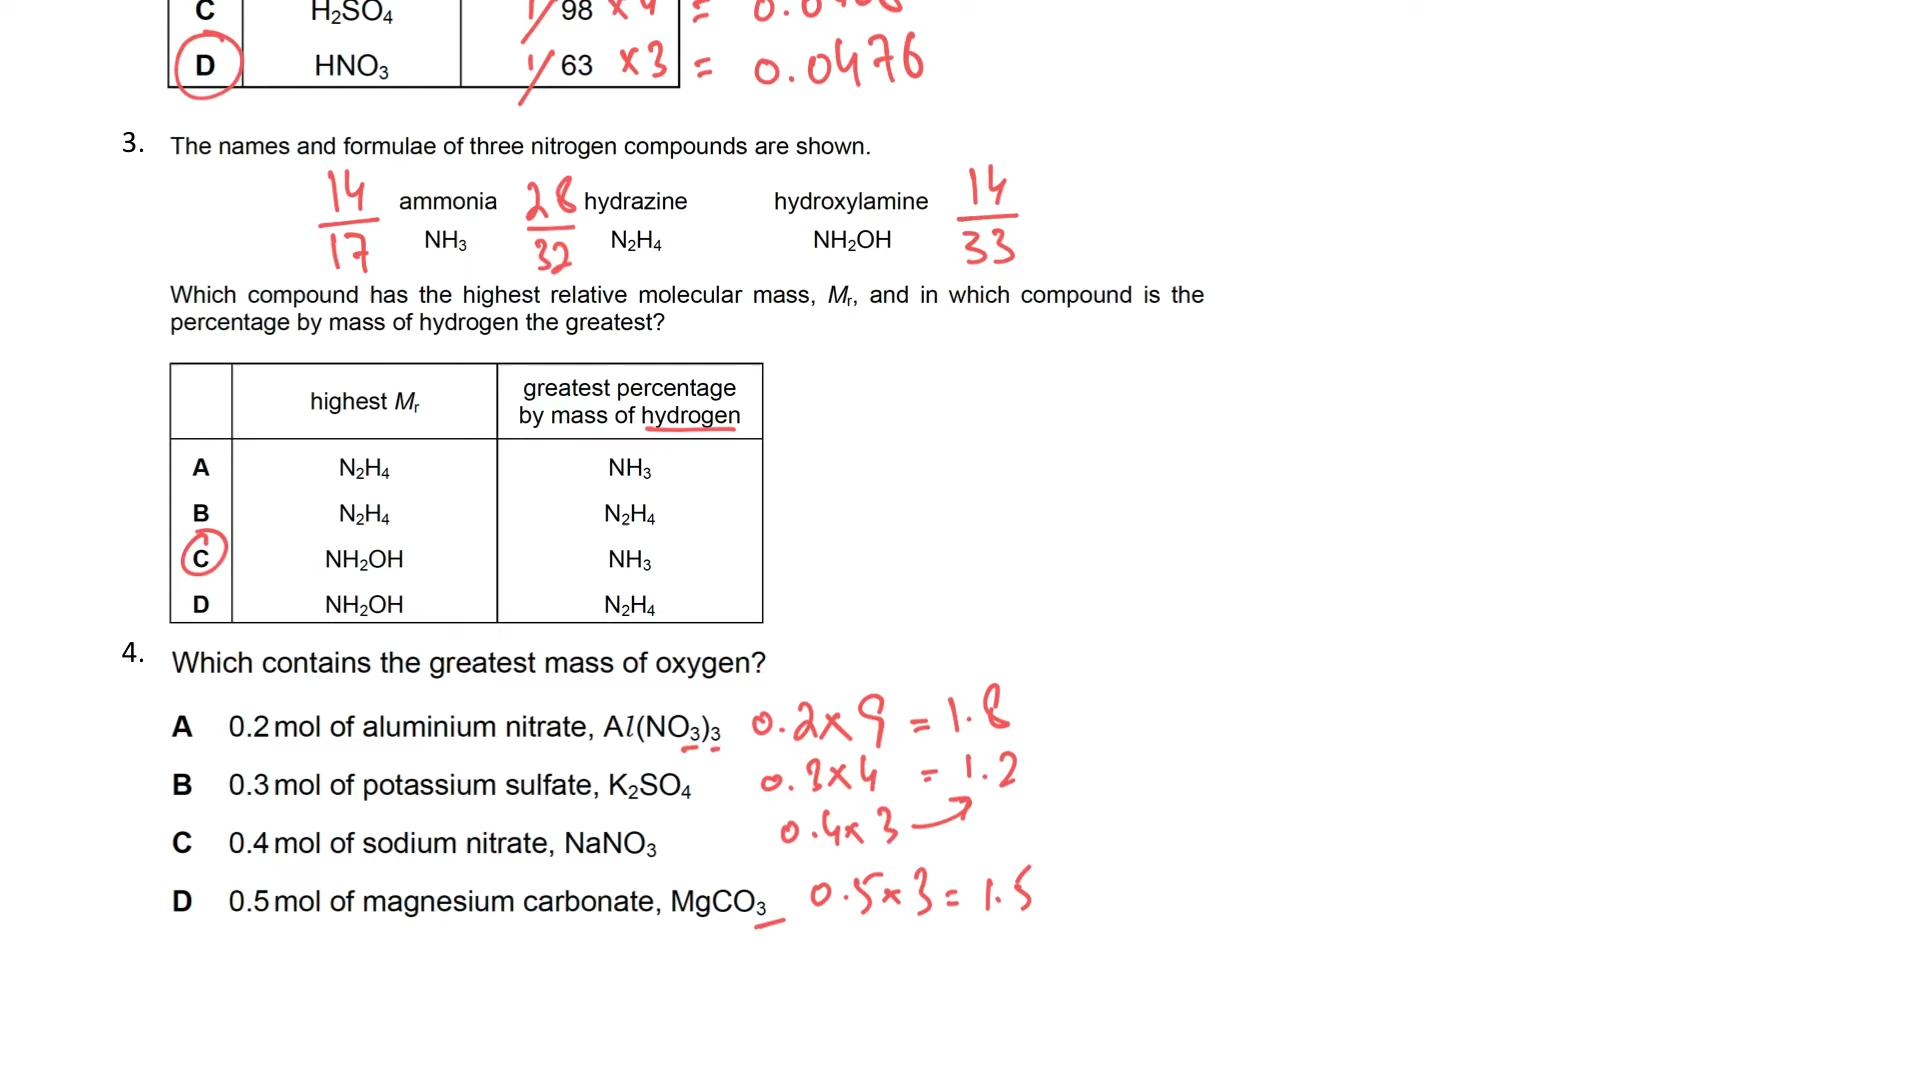 C H₂SO₄ 1/98 × 4 =
D HNO₃ 1/63 × 3 = 0.0476
3. The names and formulae of three nitrogen compounds are shown.
14/17 ammonia 28/32 hydrazine hydroxylamine 14/33
NH₃ N₂H₄ NH₂OH
Which compound has the highest relative molecular mass, Mᵣ, and in which compound is the
percentage by mass of hydrogen the greatest?
highest Mᵣ greatest percentage
by mass of hydrogen
A N₂H₄ NH₃
B N₂H₄ N₂H₄
C NH₂OH NH₃
D NH₂OH N₂H₄
4. Which contains the greatest mass of oxygen?
A 0.2 mol of aluminium nitrate, Al(NO₃)₃ 0.2×9 = 1.8
B 0.3 mol of potassium sulfate, K₂SO₄ 0.3×4 = 1.2
C 0.4 mol of sodium nitrate, NaNO₃ 0.4×3
D 0.5 mol of magnesium carbonate, MgCO₃ 0.5×3 = 1.5